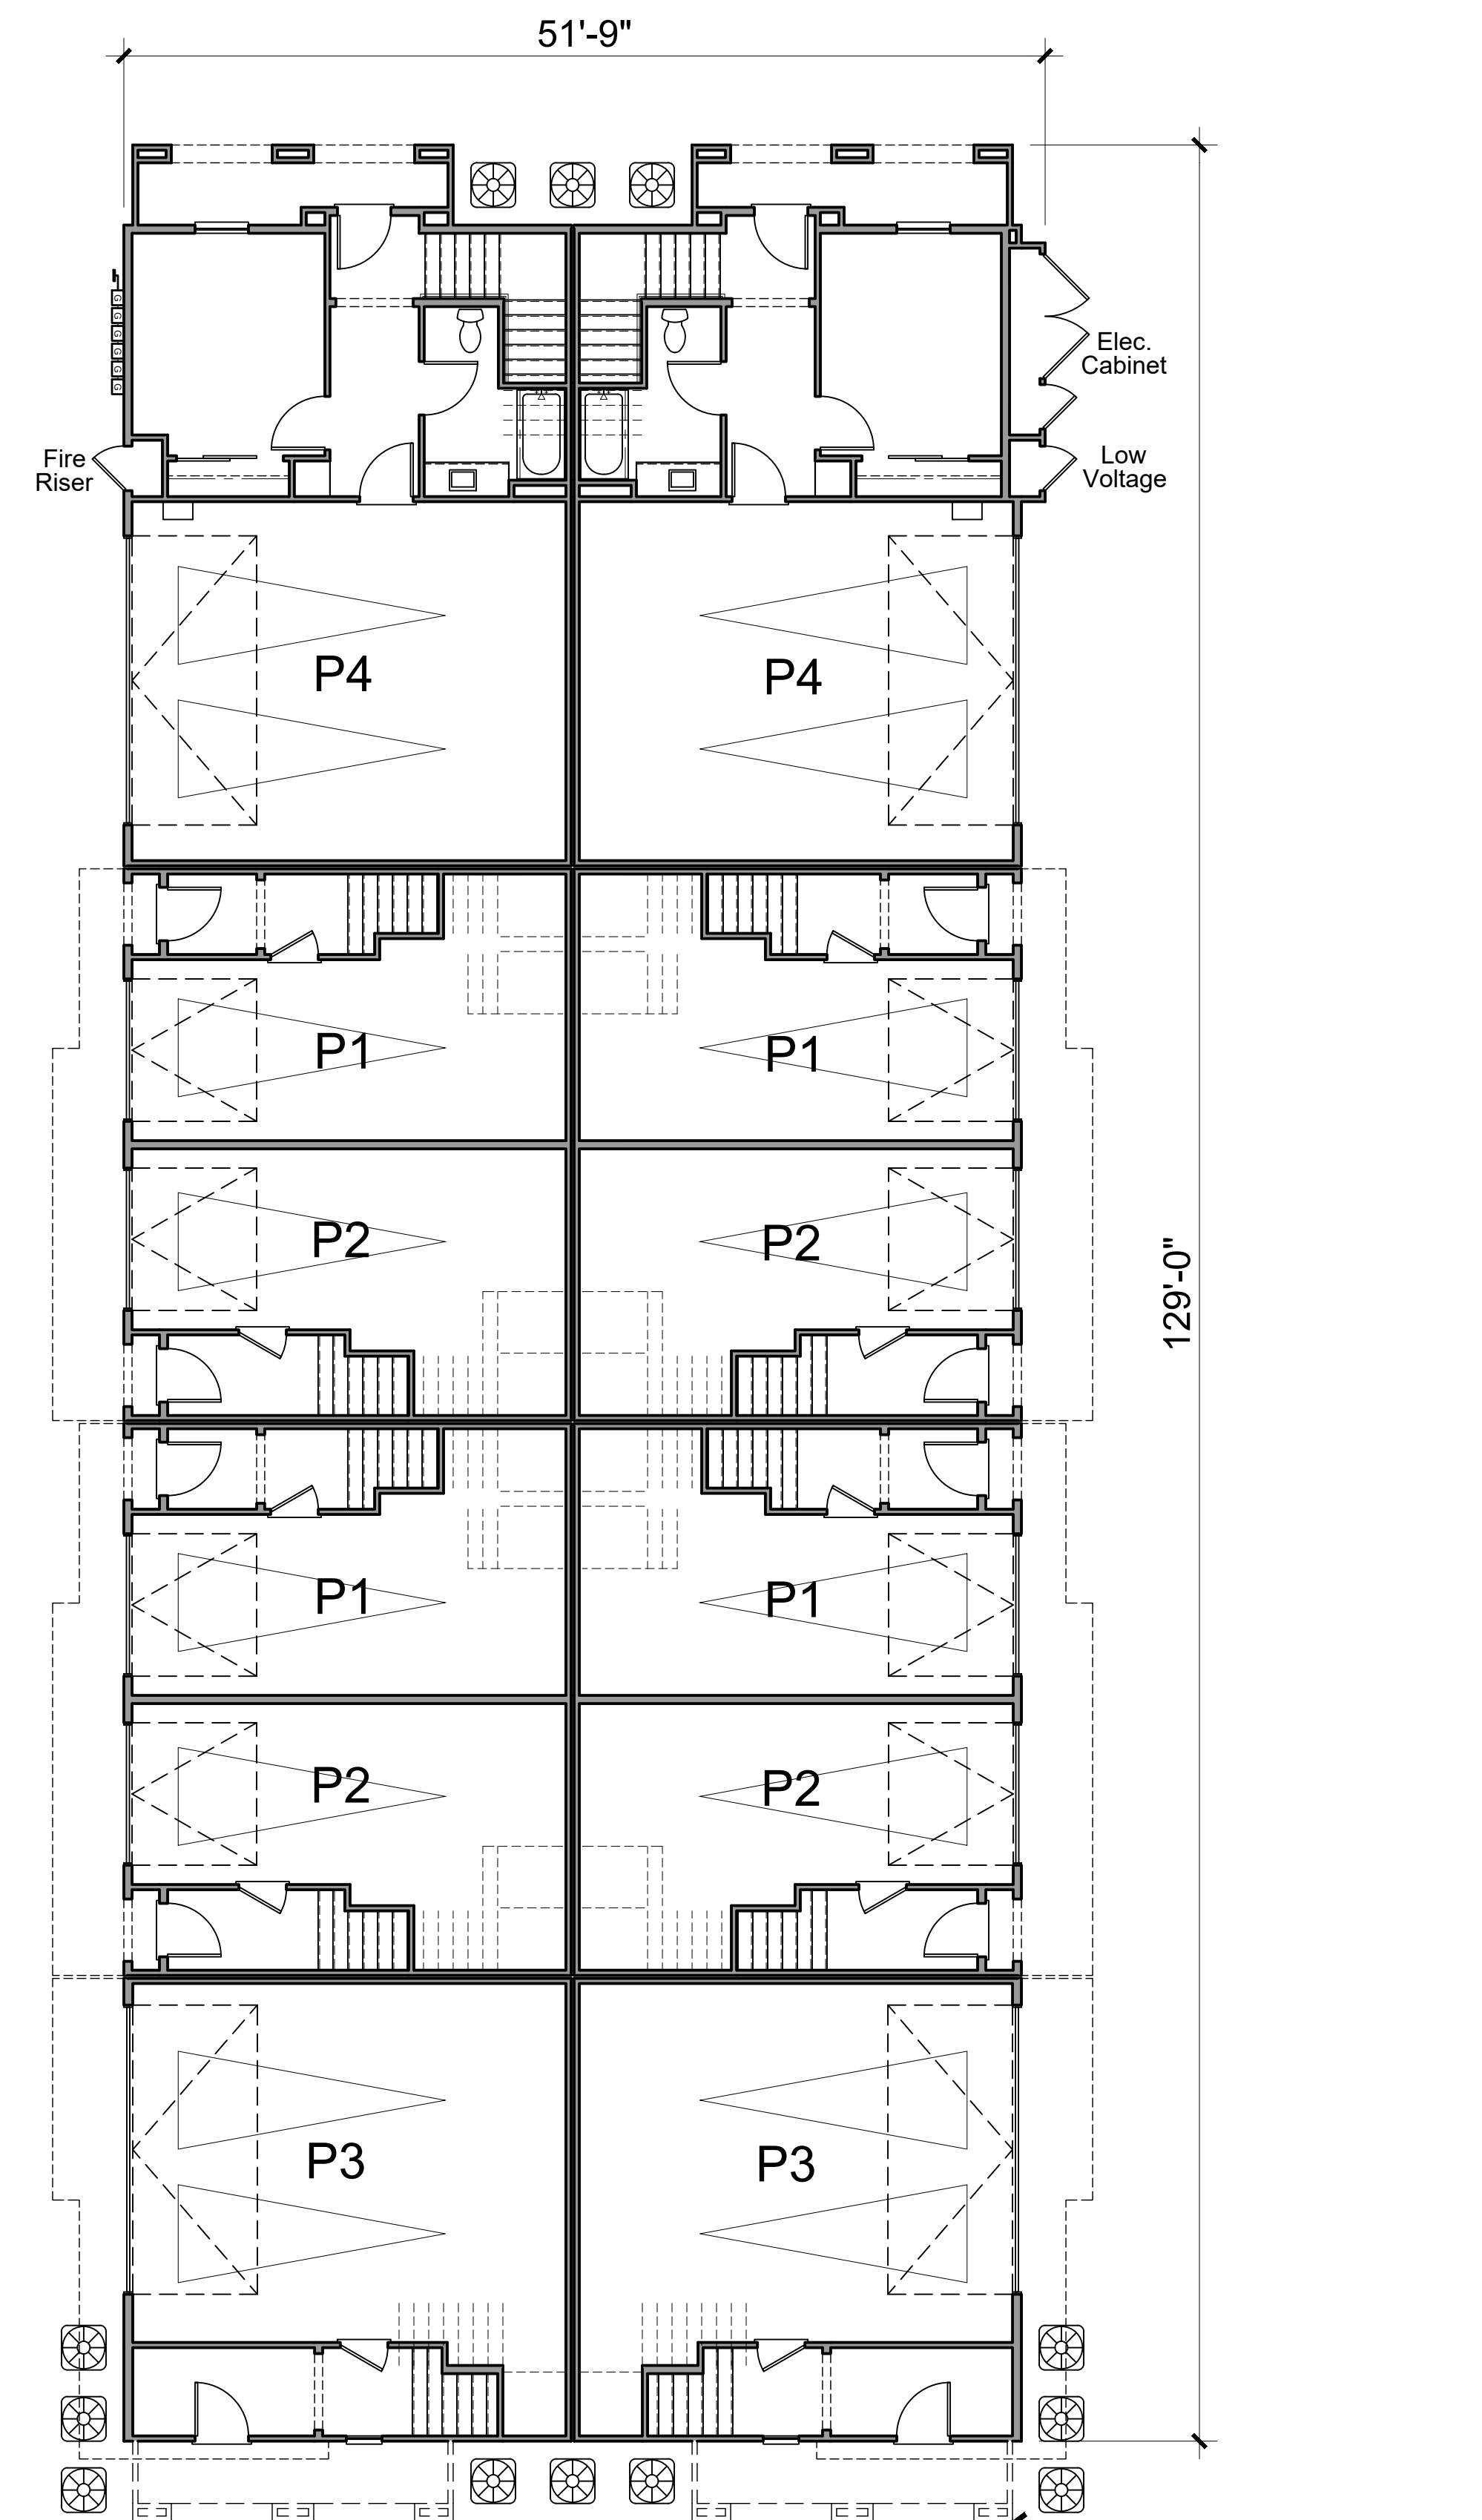 51'-9"
G
G
G
G
G
G
Elec.
Cabinet
Fire
Riser
Low
Voltage
P4
P4
P1
P1
P2
P2
129'-0"
P1
P1
P2
P2
P3
P3